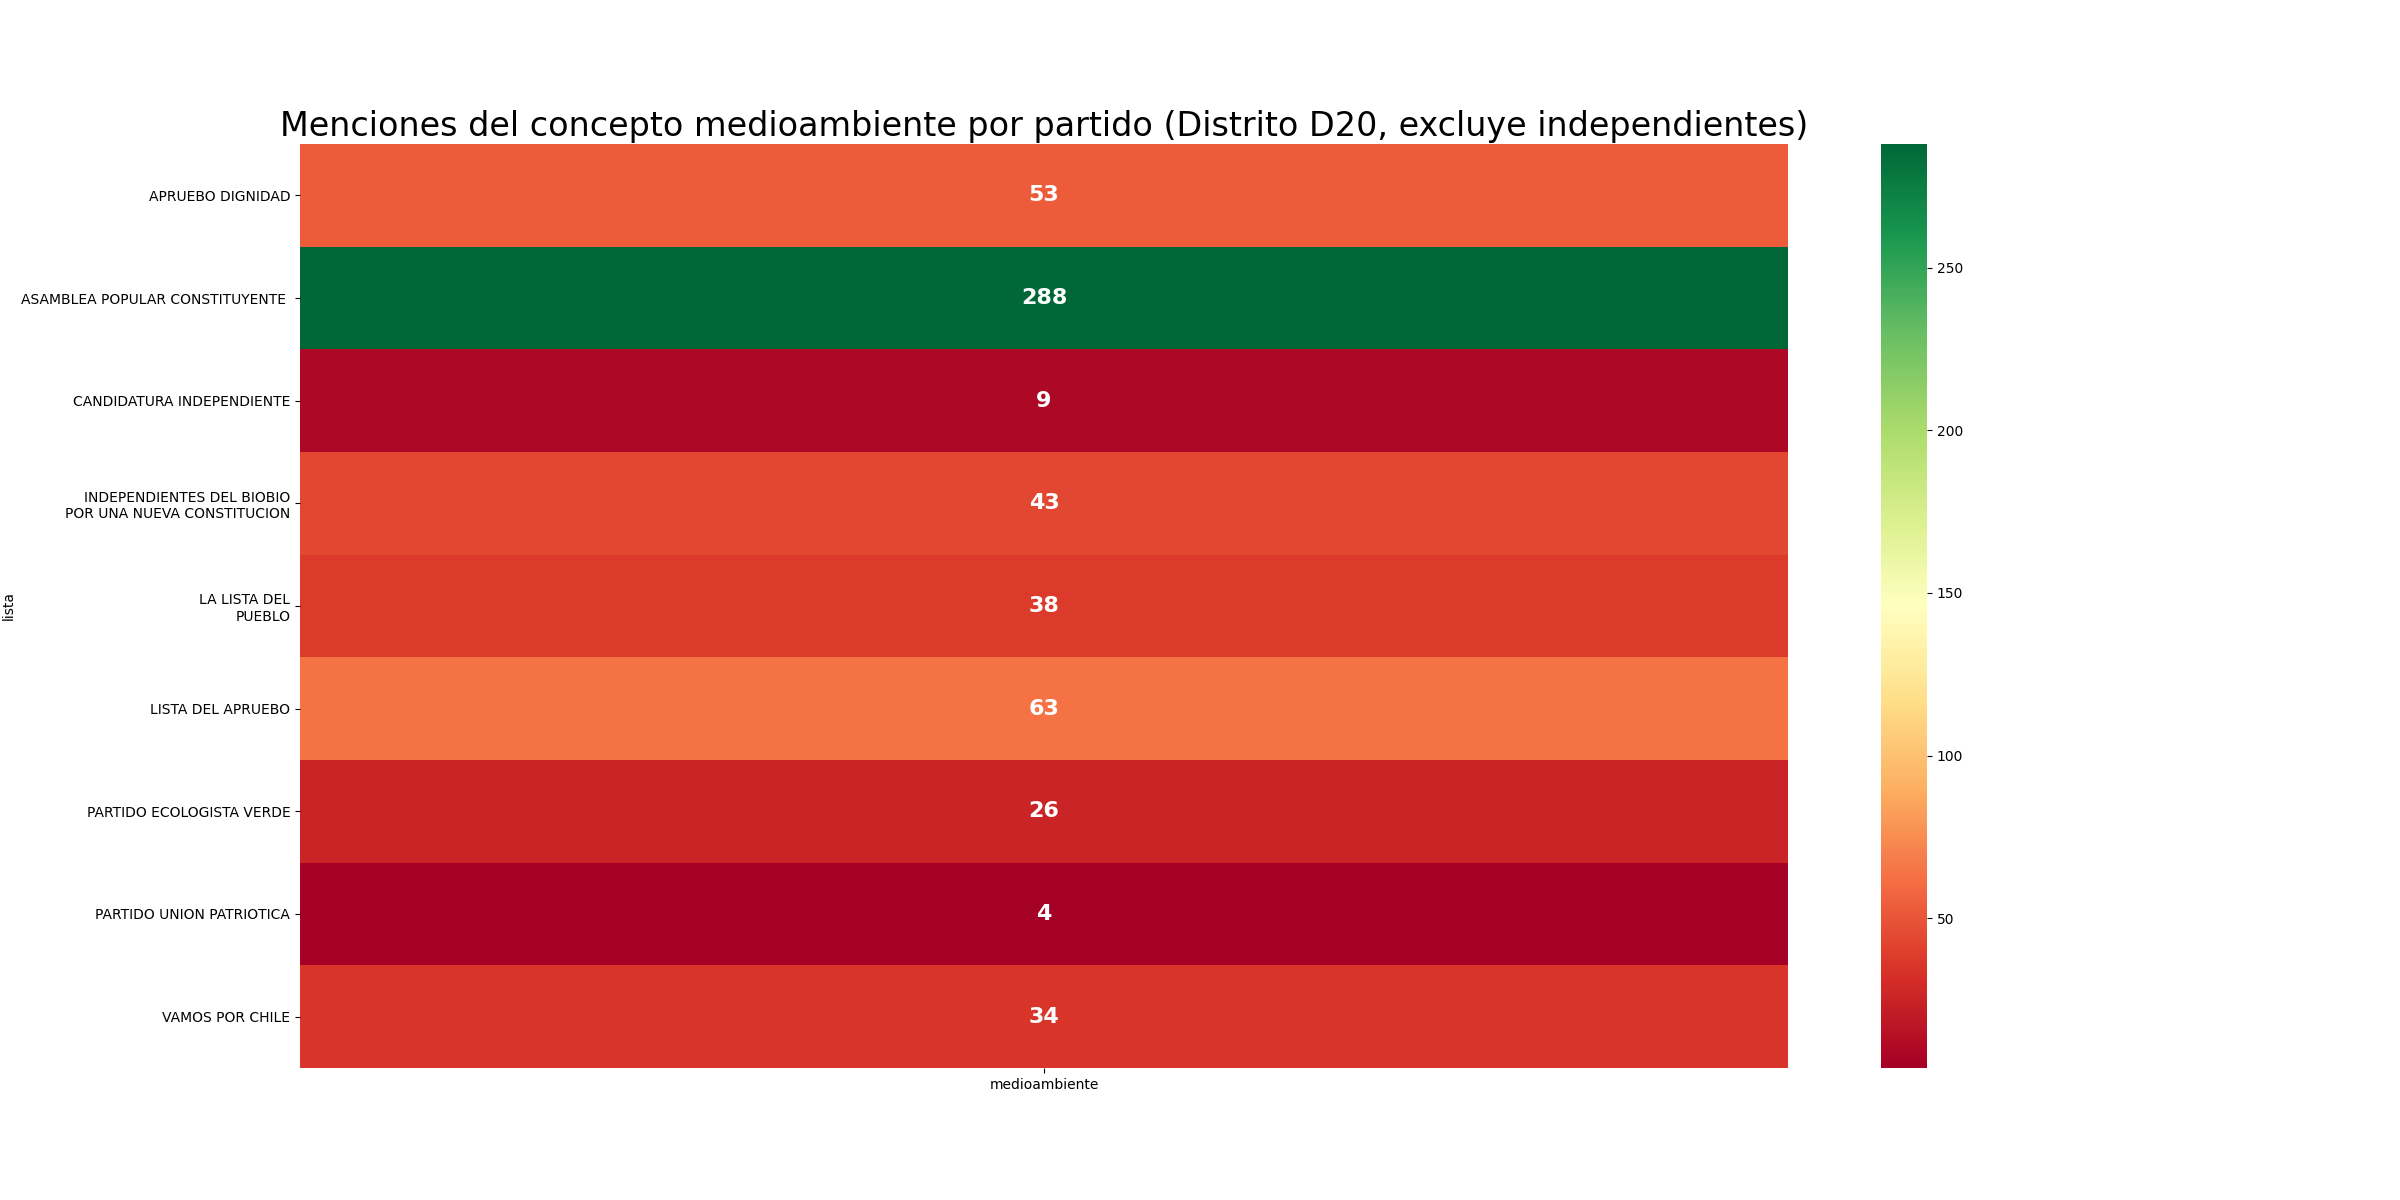 Menciones del concepto medioambiente por partido (Distrito D20, excluye independientes)
lista
APRUEBO DIGNIDAD
53
ASAMBLEA POPULAR CONSTITUYENTE
288
CANDIDATURA INDEPENDIENTE
9
INDEPENDIENTES DEL BIOBIO
POR UNA NUEVA CONSTITUCION
43
LA LISTA DEL
PUEBLO
38
LISTA DEL APRUEBO
63
PARTIDO ECOLOGISTA VERDE
26
PARTIDO UNION PATRIOTICA
4
VAMOS POR CHILE
34
medioambiente
250
200
150
100
50